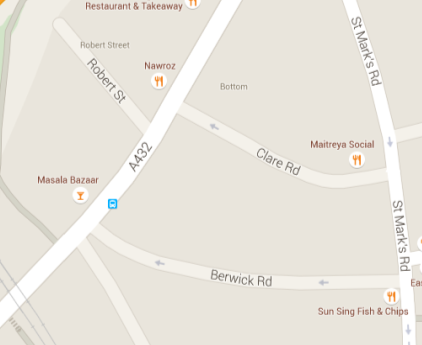 Restaurant & Takeaway
Robert Street
St Mark's Rd
Nawroz
Robert St
Bottom
Maitreya Social
A432
Clare Rd
Masala Bazaar
St Mark's Rd
Berwick Rd
Eas
Sun Sing Fish & Chips